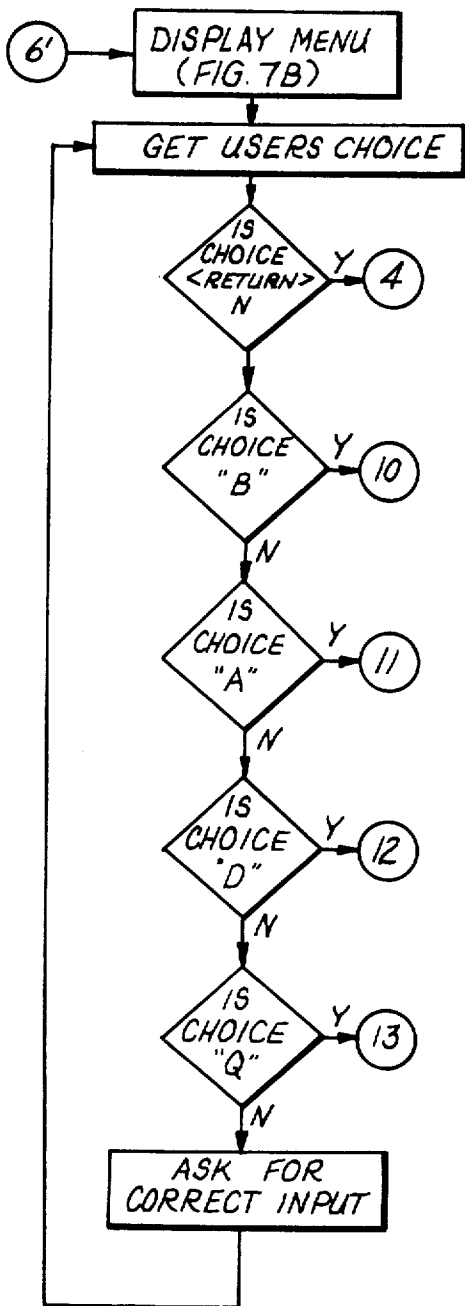 6'
DISPLAY MENU
(FIG. 7B)
GET USERS CHOICE
IS
CHOICE
<RETURN>
N
Y
4
IS
CHOICE
"B"
Y
10
N
IS
CHOICE
"A"
Y
11
N
IS
CHOICE
"D"
Y
12
N
IS
CHOICE
"Q"
Y
13
N
ASK FOR
CORRECT INPUT